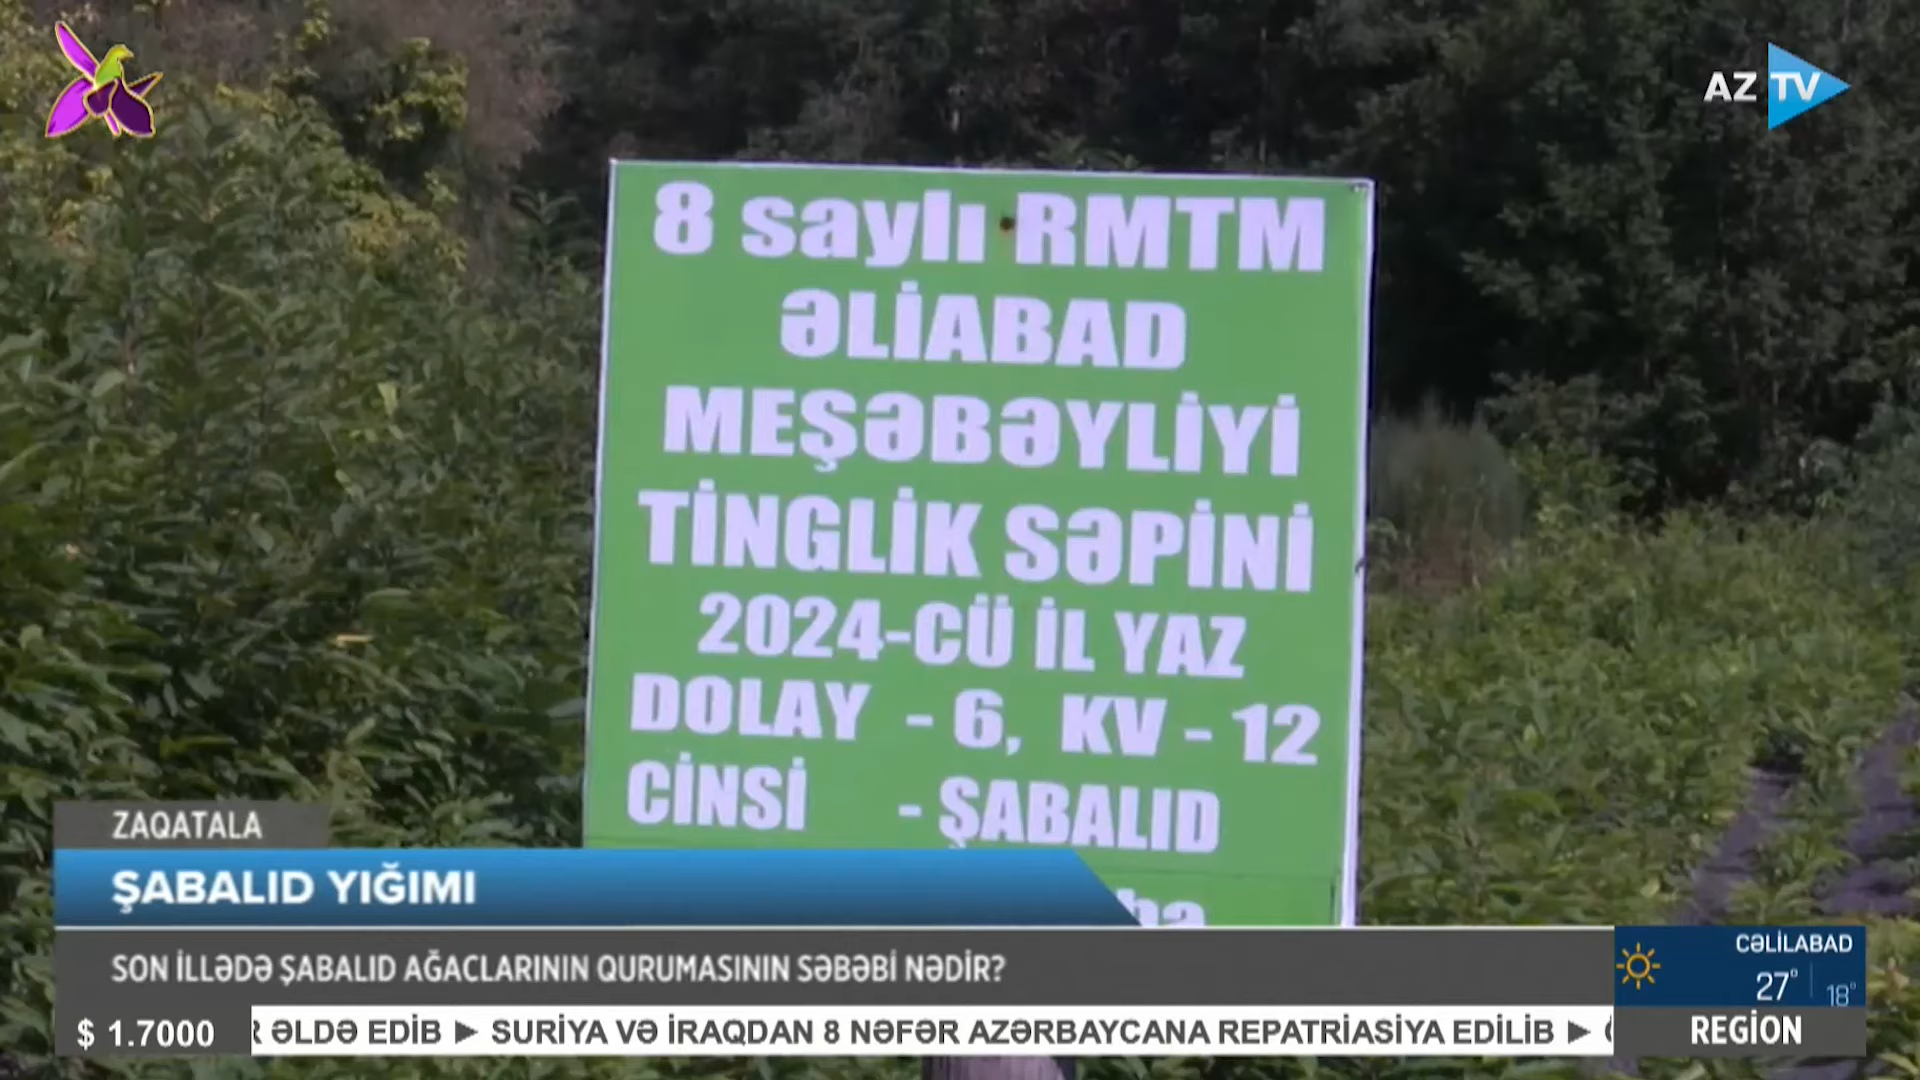 AZTV
8 saylı RMTM
ƏLİABAD
MEŞƏBƏYLİYİ
TİNGLİK SƏPİNİ
2024-CÜ İL YAZ
DOLAY - 6, KV - 12
CİNSİ - ŞABALID
ha
ZAQATALA
ŞABALID YIĞIMI
SON İLLƏDƏ ŞABALID AĞACLARININ QURUMASININ SƏBƏBİ NƏDİR?
CƏLİLABAD
27° 18°
$ 1.7000
ƏLDƏ EDİB ► SURİYA VƏ İRAQDAN 8 NƏFƏR AZƏRBAYCANA REPATRİASİYA EDİLİB ►
REGİON